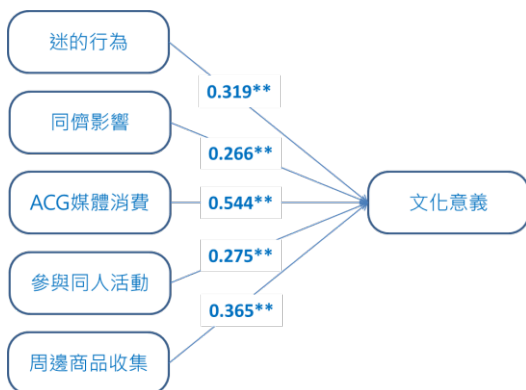 迷的行為
0.319**
同儕影響
0.266**
ACG媒體消費
0.544**
文化意義
參與同人活動
0.275**
周邊商品收集
0.365**